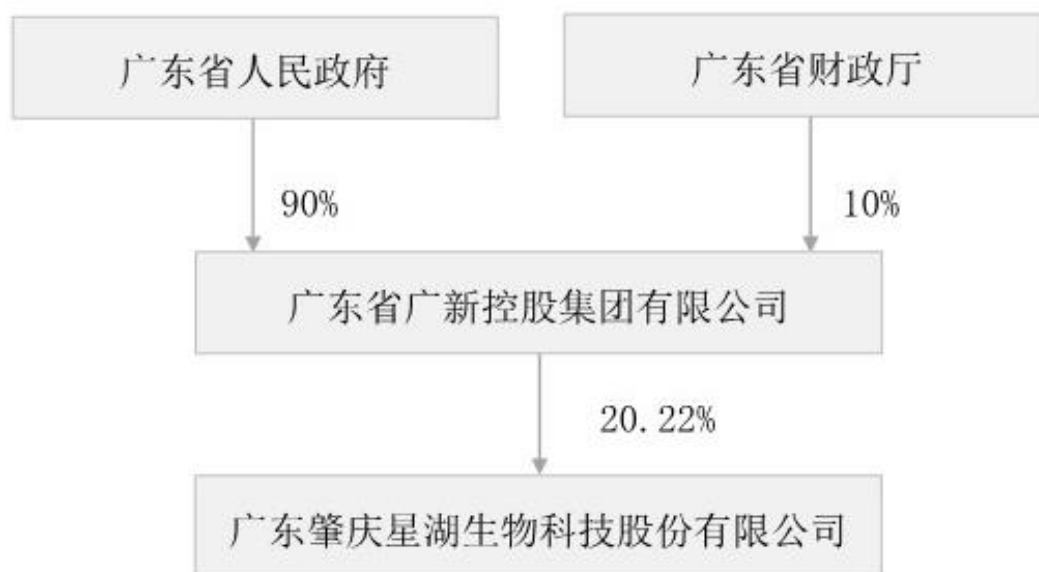 广东省人民政府
广东省财政厅
90%
10%
广东省广新控股集团有限公司
20.22%
广东肇庆星湖生物科技股份有限公司